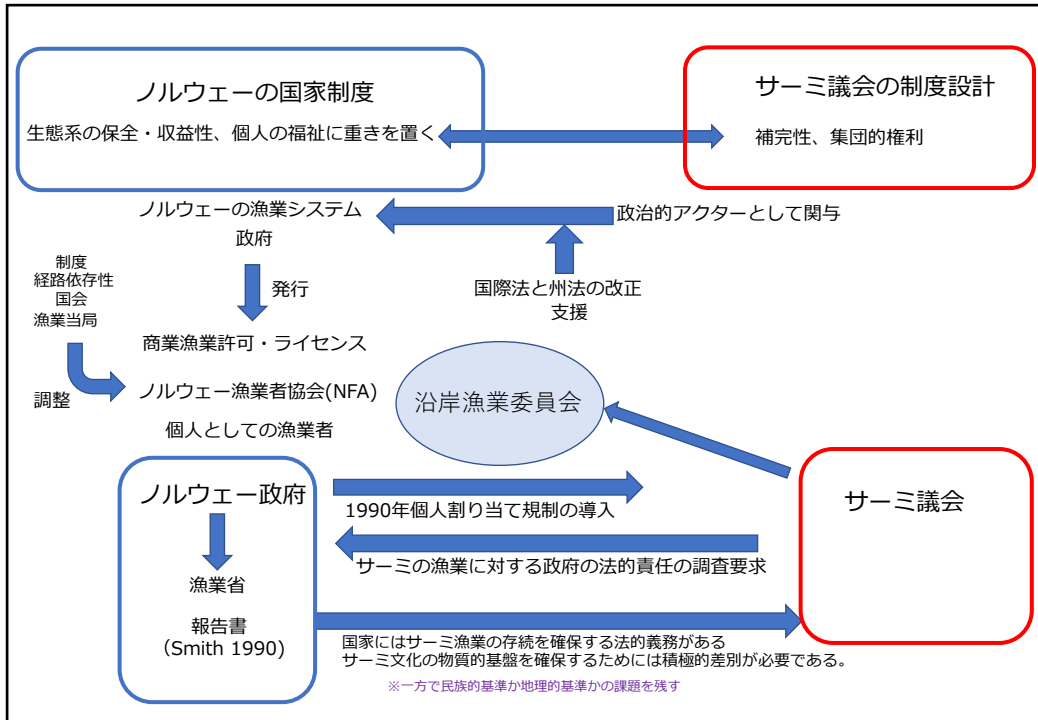 ノルウェーの国家制度
生態系の保全・収益性、個人の福祉に重きを置く
サーミ議会の制度設計
補完性、集団的権利
ノルウェーの漁業システム
政府
政治的アクターとして関与
国際法と州法の改正
支援
制度
経路依存性
国会
漁業当局
発行
商業漁業許可・ライセンス
調整
ノルウェー漁業者協会(NFA)
個人としての漁業者
沿岸漁業委員会
ノルウェー政府
漁業省
報告書
（Smith 1990）
1990年個人割り当て規制の導入
サーミの漁業に対する政府の法的責任の調査要求
サーミ議会
国家にはサーミ漁業の存続を確保する法的義務がある
サーミ文化の物質的基盤を確保するためには積極的差別が必要である。
※一方で民族的基準か地理的基準かの課題を残す